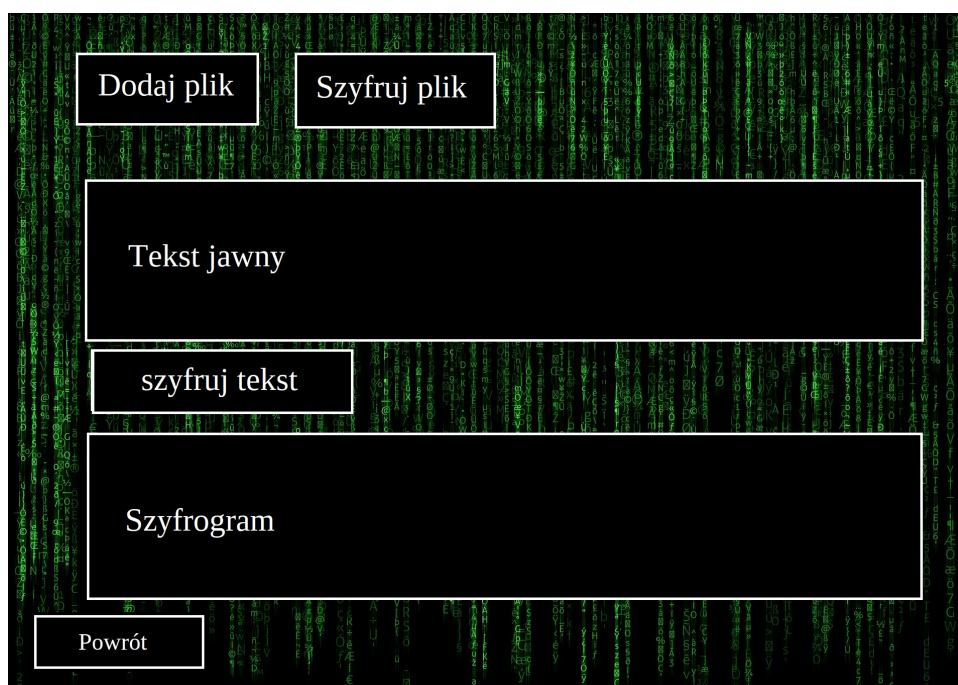 Dodaj plik
Szyfruj plik
Tekst jawny
szyfruj tekst
Szyfrogram
Powrót